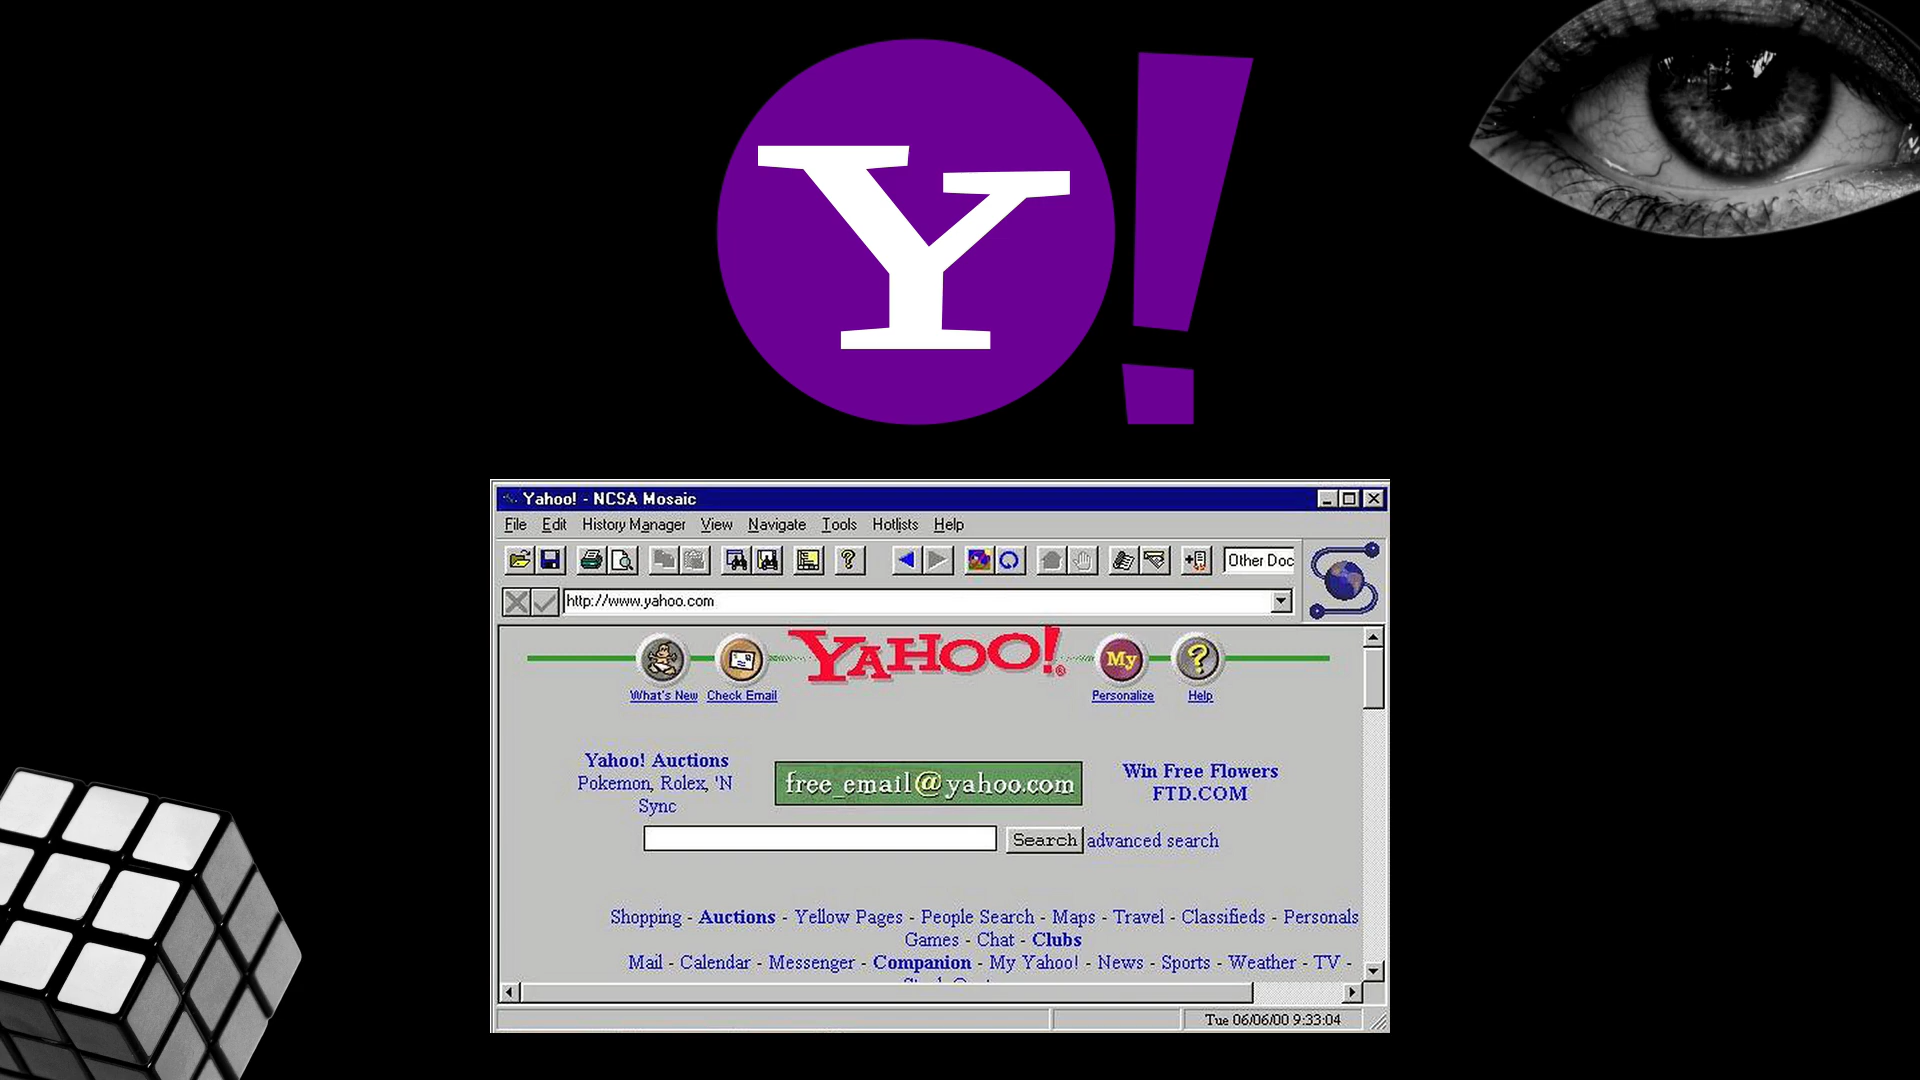 Y!
Yahoo! - NCSA Mosaic
File Edit History Manager View Navigate Tools Hotlists Help
Other Doc
http://www.yahoo.com
YAHOO!
My
What's New Check Email Personalize Help
Yahoo! Auctions
Pokemon, Rolex, 'N
Sync
free_email@yahoo.com
Win Free Flowers
FTD.COM
Search advanced search
Shopping - Auctions - Yellow Pages - People Search - Maps - Travel - Classifieds - Personals
Games - Chat - Clubs
Mail - Calendar - Messenger - Companion - My Yahoo! - News - Sports - Weather - TV -
Tue 06/06/00 9:33:04